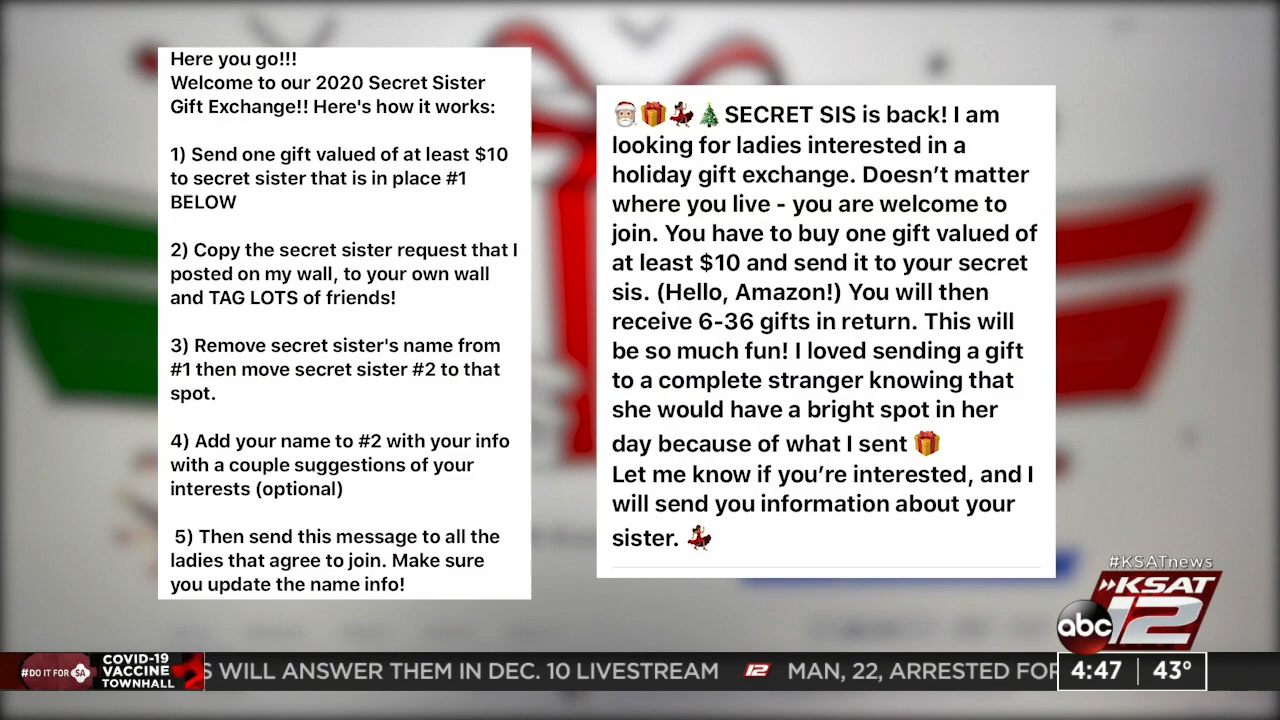 Here you go!!!
Welcome to our 2020 Secret Sister
Gift Exchange!! Here's how it works:
1) Send one gift valued of at least $10
to secret sister that is in place #1
BELOW
2) Copy the secret sister request that I
posted on my wall, to your own wall
and TAG LOTS of friends!
3) Remove secret sister's name from
#1 then move secret sister #2 to that
spot.
4) Add your name to #2 with your info
with a couple suggestions of your
interests (optional)
5) Then send this message to all the
ladies that agree to join. Make sure
you update the name info!
🎅🏼🎁💃🏻🎄 SECRET SIS is back! I am
looking for ladies interested in a
holiday gift exchange. Doesn’t matter
where you live - you are welcome to
join. You have to buy one gift valued of
at least $10 and send it to your secret
sis. (Hello, Amazon!) You will then
receive 6-36 gifts in return. This will
be so much fun! I loved sending a gift
to a complete stranger knowing that
she would have a bright spot in her
day because of what I sent 🎁
Let me know if you’re interested, and I
will send you information about your
sister. 💃🏻
#KSATnews
KSAT
abc 12
#DO IT FOR SA
COVID-19
VACCINE
TOWNHALL
S WILL ANSWER THEM IN DEC. 10 LIVESTREAM 12 MAN, 22, ARRESTED FOR
4:47 43°